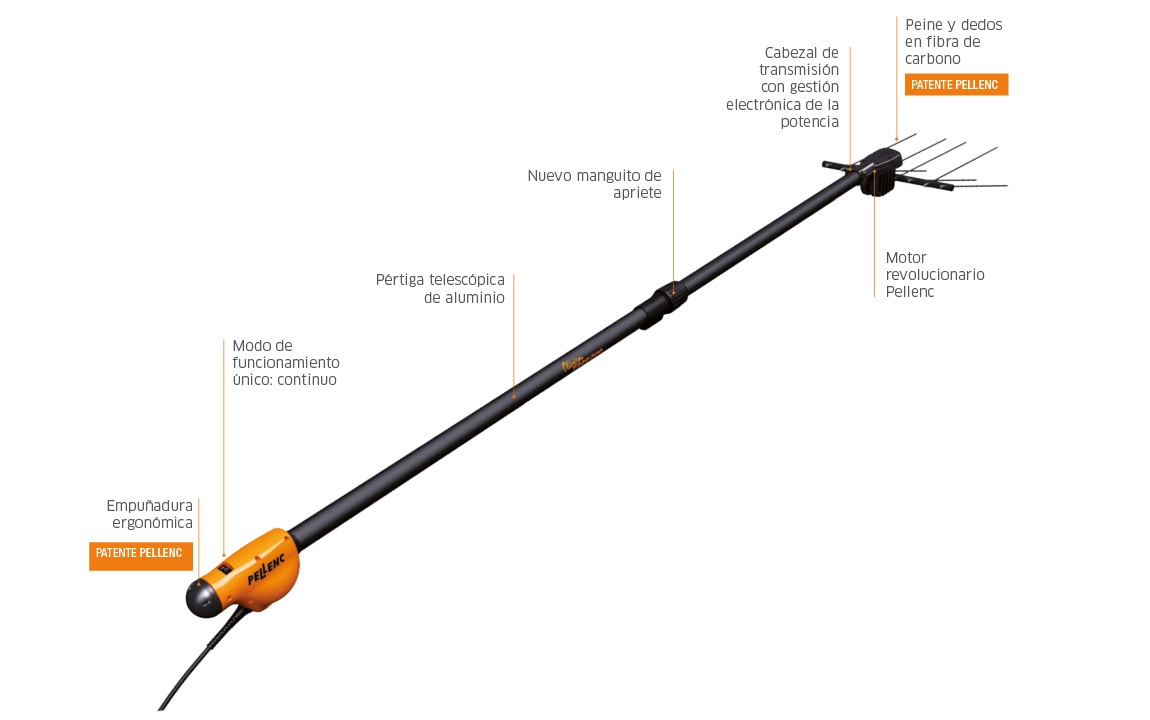 Peine y dedos
en fibra de
carbono
PATENTE PELLENC
Cabezal de
transmisión
con gestión
electrónica de la
potencia
Nuevo manguito de
apriete
Motor
revolucionario
Pellenc
Pértiga telescópica
de aluminio
Modo de
funcionamiento
único: continuo
Empuñadura
ergonómica
PATENTE PELLENC
PELLENC